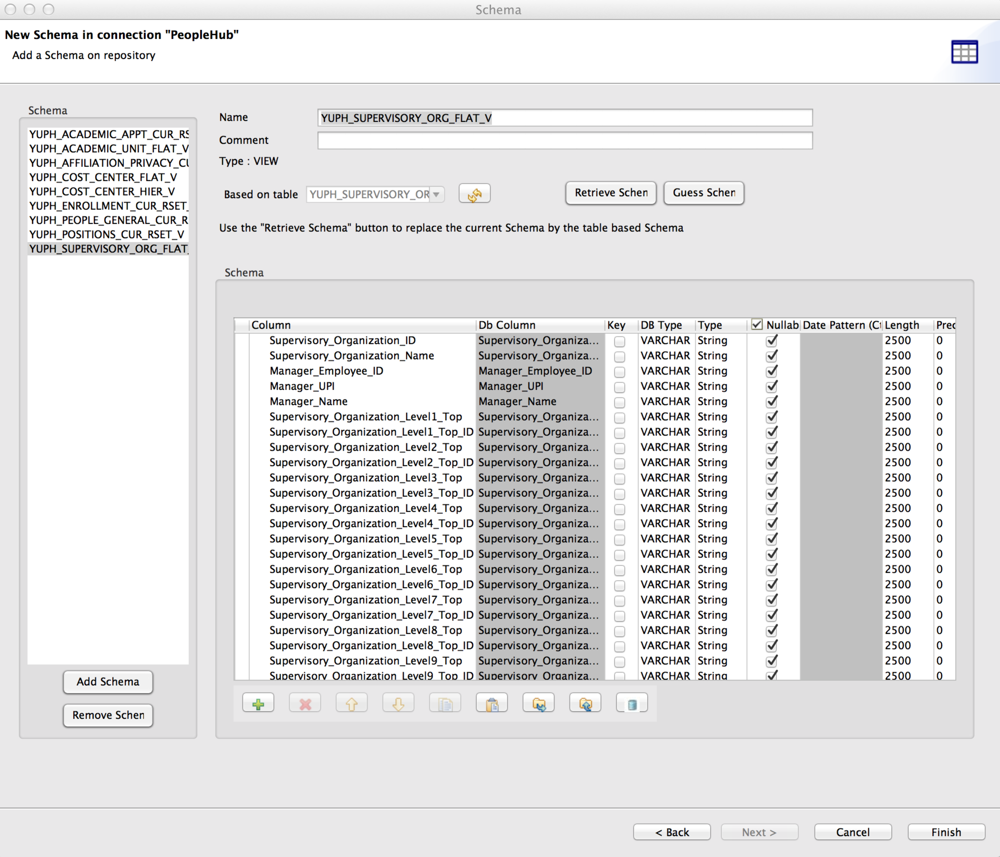 Schema
New Schema in connection "PeopleHub"
Add a Schema on repository
Schema
YUPH_ACADEMIC_APPT_CUR_RS
YUPH_ACADEMIC_UNIT_FLAT_V
YUPH_AFFILIATION_PRIVACY_CU
YUPH_COST_CENTER_FLAT_V
YUPH_COST_CENTER_HIER_V
YUPH_ENROLLMENT_CUR_RSET_
YUPH_PEOPLE_GENERAL_CUR_R
YUPH_POSITIONS_CUR_RSET_V
YUPH_SUPERVISORY_ORG_FLAT_
Add Schema
Remove Schen
Name YUPH_SUPERVISORY_ORG_FLAT_V
Comment
Type : VIEW
Based on table YUPH_SUPERVISORY_OR Retrieve Schen Guess Schen
Use the "Retrieve Schema" button to replace the current Schema by the table based Schema
Schema
Column Db Column Key DB Type Type Nullab Date Pattern (Ct Length Prec
Supervisory_Organization_ID Supervisory_Organiza... VARCHAR String 2500 0
Supervisory_Organization_Name Supervisory_Organiza... VARCHAR String 2500 0
Manager_Employee_ID Manager_Employee_ID VARCHAR String 2500 0
Manager_UPI Manager_UPI VARCHAR String 2500 0
Manager_Name Manager_Name VARCHAR String 2500 0
Supervisory_Organization_Level1_Top Supervisory_Organiza... VARCHAR String 2500 0
Supervisory_Organization_Level1_Top_ID Supervisory_Organiza... VARCHAR String 2500 0
Supervisory_Organization_Level2_Top Supervisory_Organiza... VARCHAR String 2500 0
Supervisory_Organization_Level2_Top_ID Supervisory_Organiza... VARCHAR String 2500 0
Supervisory_Organization_Level3_Top Supervisory_Organiza... VARCHAR String 2500 0
Supervisory_Organization_Level3_Top_ID Supervisory_Organiza... VARCHAR String 2500 0
Supervisory_Organization_Level4_Top Supervisory_Organiza... VARCHAR String 2500 0
Supervisory_Organization_Level4_Top_ID Supervisory_Organiza... VARCHAR String 2500 0
Supervisory_Organization_Level5_Top Supervisory_Organiza... VARCHAR String 2500 0
Supervisory_Organization_Level5_Top_ID Supervisory_Organiza... VARCHAR String 2500 0
Supervisory_Organization_Level6_Top Supervisory_Organiza... VARCHAR String 2500 0
Supervisory_Organization_Level6_Top_ID Supervisory_Organiza... VARCHAR String 2500 0
Supervisory_Organization_Level7_Top Supervisory_Organiza... VARCHAR String 2500 0
Supervisory_Organization_Level7_Top_ID Supervisory_Organiza... VARCHAR String 2500 0
Supervisory_Organization_Level8_Top Supervisory_Organiza... VARCHAR String 2500 0
Supervisory_Organization_Level8_Top_ID Supervisory_Organiza... VARCHAR String 2500 0
Supervisory_Organization_Level9_Top Supervisory_Organiza... VARCHAR String 2500 0
Supervisory_Organization_Level9_Top_ID Supervisory_Organiza... VARCHAR String 2500 0
< Back Next > Cancel Finish